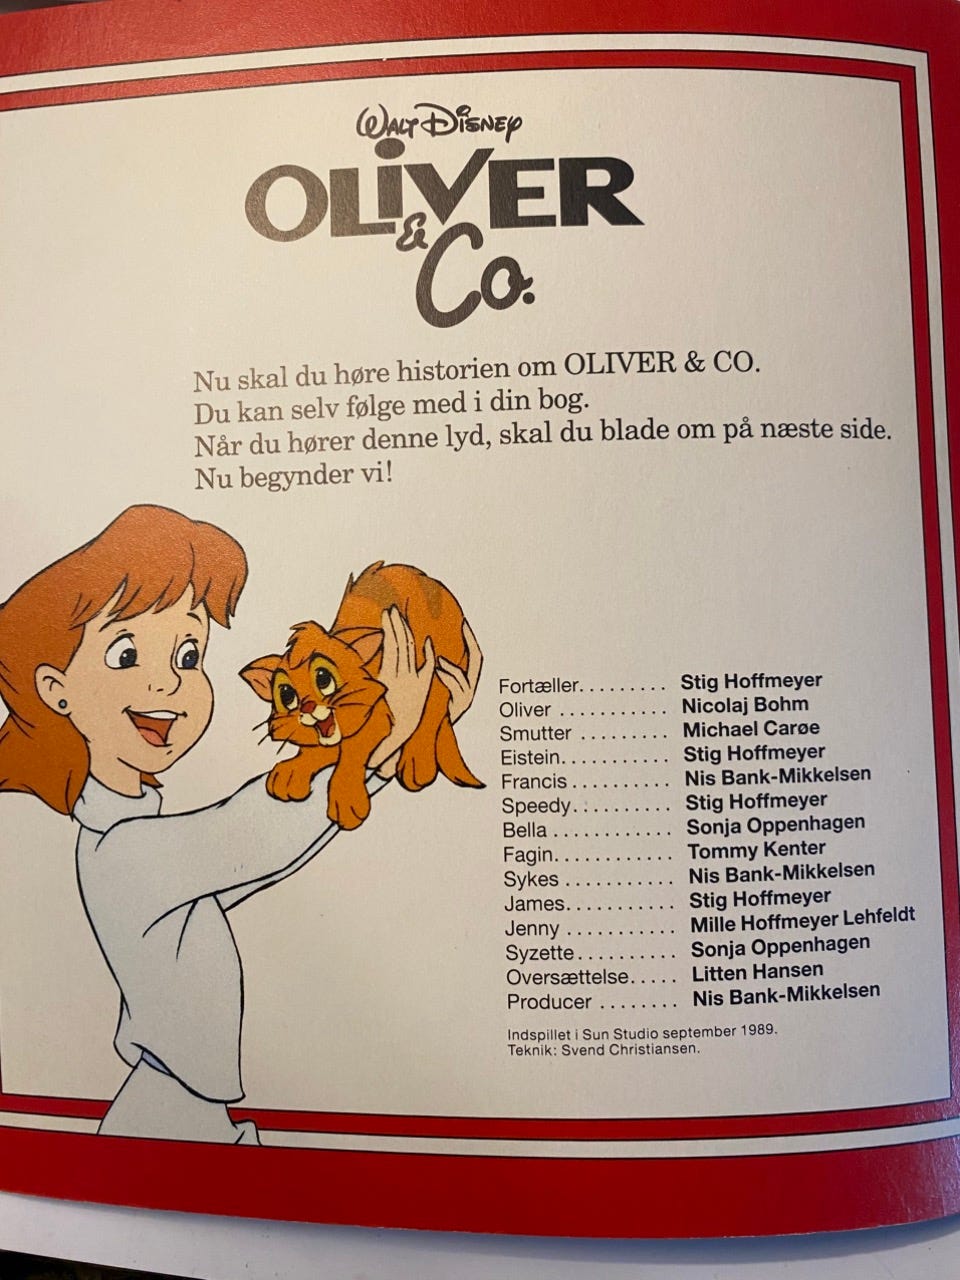 WALT DISNEY
OLIVER
& Co.
Nu skal du høre historien om OLIVER & CO.
Du kan selv følge med i din bog.
Når du hører denne lyd, skal du blade om på næste side.
Nu begynder vi!
Fortæller......... Stig Hoffmeyer
Oliver ........... Nicolaj Bohm
Smutter ......... Michael Carøe
Eistein........... Stig Hoffmeyer
Francis .......... Nis Bank-Mikkelsen
Speedy.......... Stig Hoffmeyer
Bella ............ Sonja Oppenhagen
Fagin............ Tommy Kenter
Sykes ........... Nis Bank-Mikkelsen
James........... Stig Hoffmeyer
Jenny ........... Mille Hoffmeyer Lehfeldt
Syzette.......... Sonja Oppenhagen
Oversættelse..... Litten Hansen
Producer ........ Nis Bank-Mikkelsen
Indspillet i Sun Studio september 1989.
Teknik: Svend Christiansen.